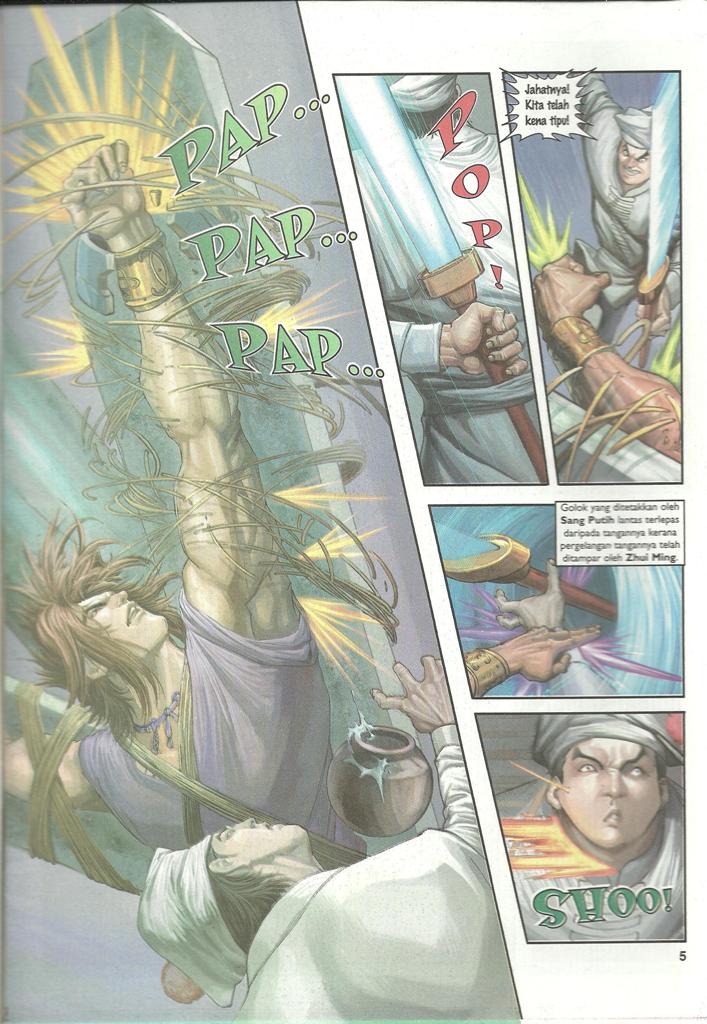 PAP...
PAP...
PAP...
POP!
Jahatnya!
Kita telah
kena tipu!
Golok yang ditetakkan oleh
Sang Putih lantas terlepas
daripada tangannya kerana
pergelangan tangannya telah
ditampar oleh Zhui Ming.
SHOO!
5